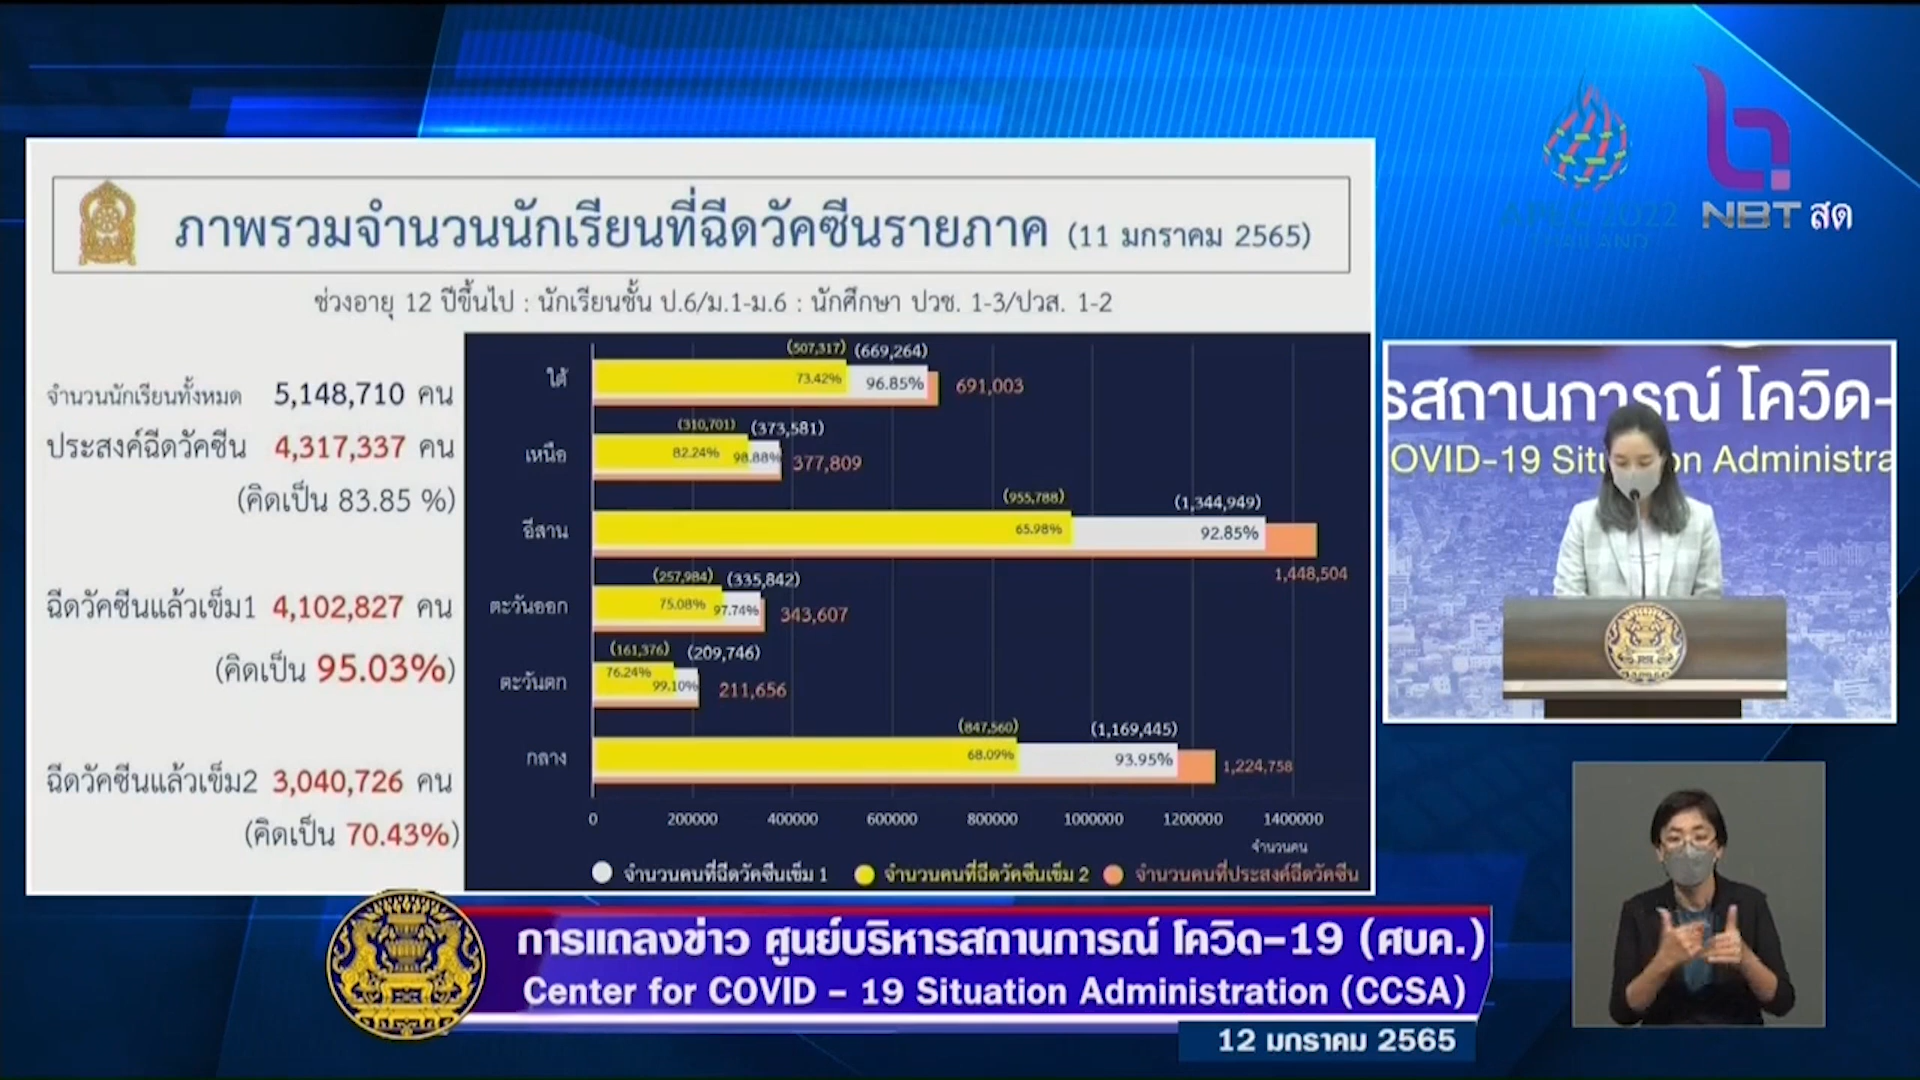 ภาพรวมจำนวนนักเรียนที่ฉีดวัคซีนรายภาค (11 มกราคม 2565)
ช่วงอายุ 12 ปีขึ้นไป : นักเรียนชั้น ป.6/ม.1-ม.6 : นักศึกษา ปวช. 1-3/ปวส. 1-2
จำนวนนักเรียนทั้งหมด 5,148,710 คน
ประสงค์ฉีดวัคซีน 4,317,337 คน
(คิดเป็น 83.85 %)
ฉีดวัคซีนแล้วเข็ม1 4,102,827 คน
(คิดเป็น 95.03%)
ฉีดวัคซีนแล้วเข็ม2 3,040,726 คน
(คิดเป็น 70.43%)
(507,317) (669,264)
ใต้ 73.42% 96.85% 691,003
(310,701) (373,581)
เหนือ 82.24% 98.88% 377,809
(955,788) (1,344,949)
อีสาน 65.98% 92.85%
1,448,504
(257,984) (335,842)
ตะวันออก 75.08% 97.74% 343,607
(161,376) (209,746)
ตะวันตก 76.24% 99.10% 211,656
(847,560) (1,169,445)
กลาง 68.09% 93.95% 1,224,758
0 200000 400000 600000 800000 1000000 1200000 1400000
จำนวนคน
จำนวนคนที่ฉีดวัคซีนเข็ม 1 จำนวนคนที่ฉีดวัคซีนเข็ม 2 จำนวนคนที่ประสงค์ฉีดวัคซีน
APEC 2022
THAILAND
NBT สด
รสถานการณ์ โควิด-
OVID-19 Situ on Administra
การแถลงข่าว ศูนย์บริหารสถานการณ์ โควิด-19 (ศบค.)
Center for COVID - 19 Situation Administration (CCSA)
12 มกราคม 2565